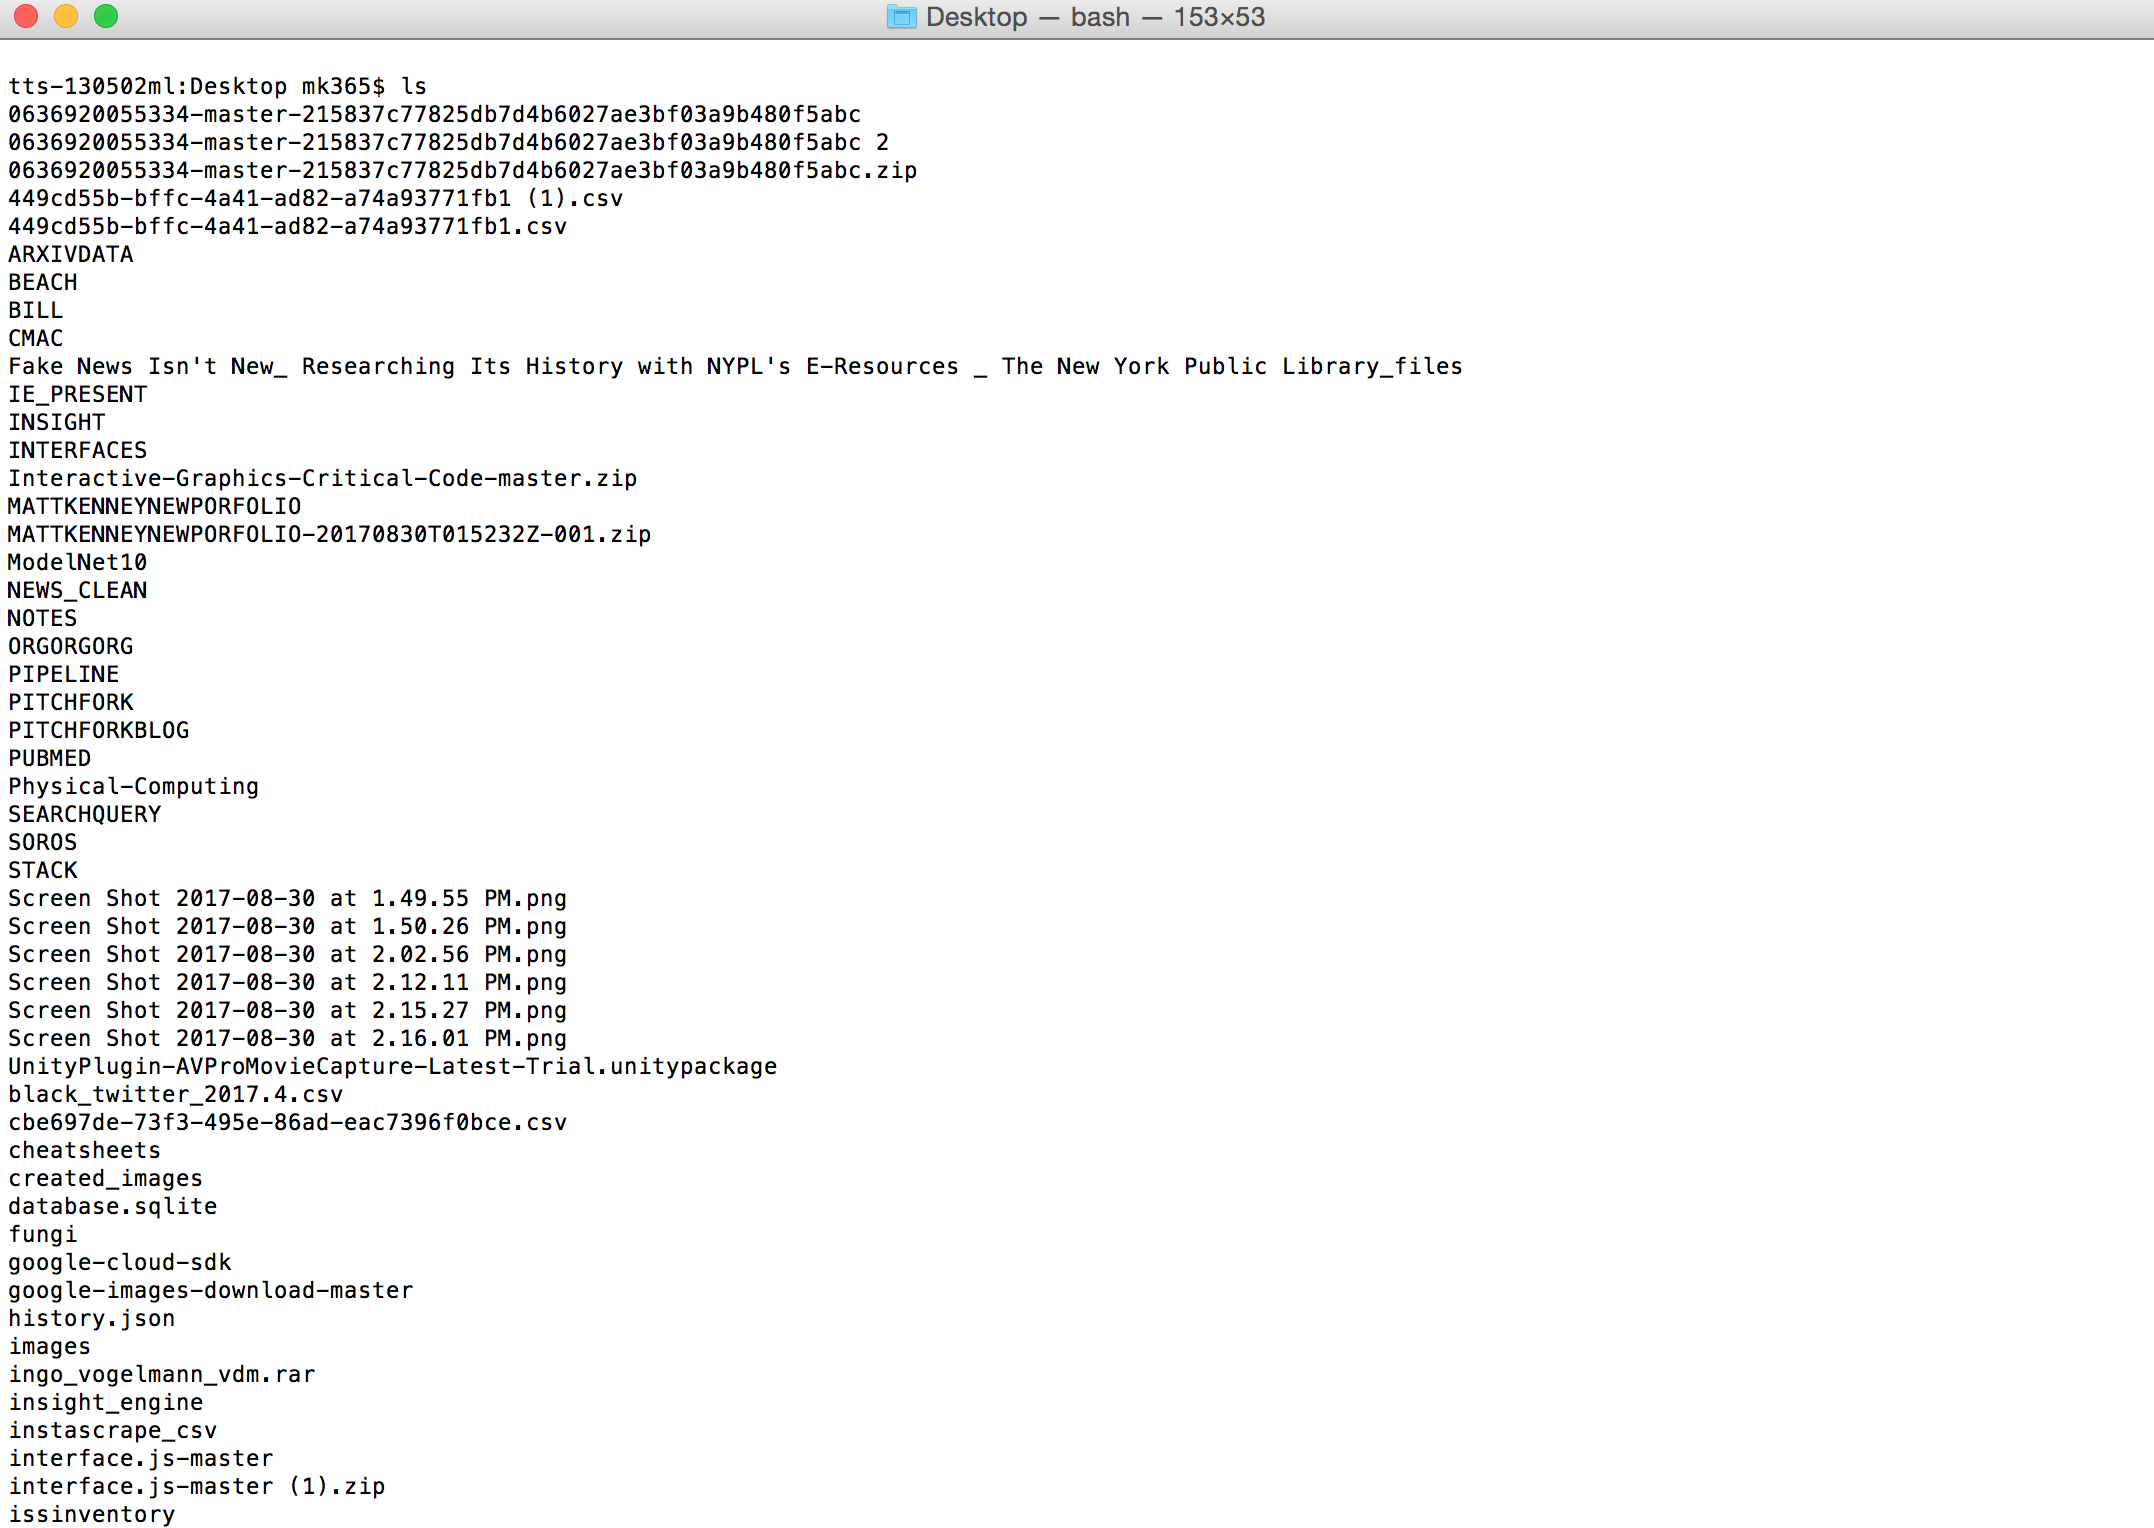 Desktop — bash — 153×53
tts-130502ml:Desktop mk365$ ls
0636920055334-master-215837c77825db7d4b6027ae3bf03a9b480f5abc
0636920055334-master-215837c77825db7d4b6027ae3bf03a9b480f5abc 2
0636920055334-master-215837c77825db7d4b6027ae3bf03a9b480f5abc.zip
449cd55b-bffc-4a41-ad82-a74a93771fb1 (1).csv
449cd55b-bffc-4a41-ad82-a74a93771fb1.csv
ARXIVDATA
BEACH
BILL
CMAC
Fake News Isn't New_ Researching Its History with NYPL's E-Resources _ The New York Public Library_files
IE_PRESENT
INSIGHT
INTERFACES
Interactive-Graphics-Critical-Code-master.zip
MATTKENNEYNEWPORFOLIO
MATTKENNEYNEWPORFOLIO-20170830T015232Z-001.zip
ModelNet10
NEWS_CLEAN
NOTES
ORGORGORG
PIPELINE
PITCHFORK
PITCHFORKBLOG
PUBMED
Physical-Computing
SEARCHQUERY
SOROS
STACK
Screen Shot 2017-08-30 at 1.49.55 PM.png
Screen Shot 2017-08-30 at 1.50.26 PM.png
Screen Shot 2017-08-30 at 2.02.56 PM.png
Screen Shot 2017-08-30 at 2.12.11 PM.png
Screen Shot 2017-08-30 at 2.15.27 PM.png
Screen Shot 2017-08-30 at 2.16.01 PM.png
UnityPlugin-AVProMovieCapture-Latest-Trial.unitypackage
black_twitter_2017.4.csv
cbe697de-73f3-495e-86ad-eac7396f0bce.csv
cheatsheets
created_images
database.sqlite
fungi
google-cloud-sdk
google-images-download-master
history.json
images
ingo_vogelmann_vdm.rar
insight_engine
instascrape_csv
interface.js-master
interface.js-master (1).zip
issinventory